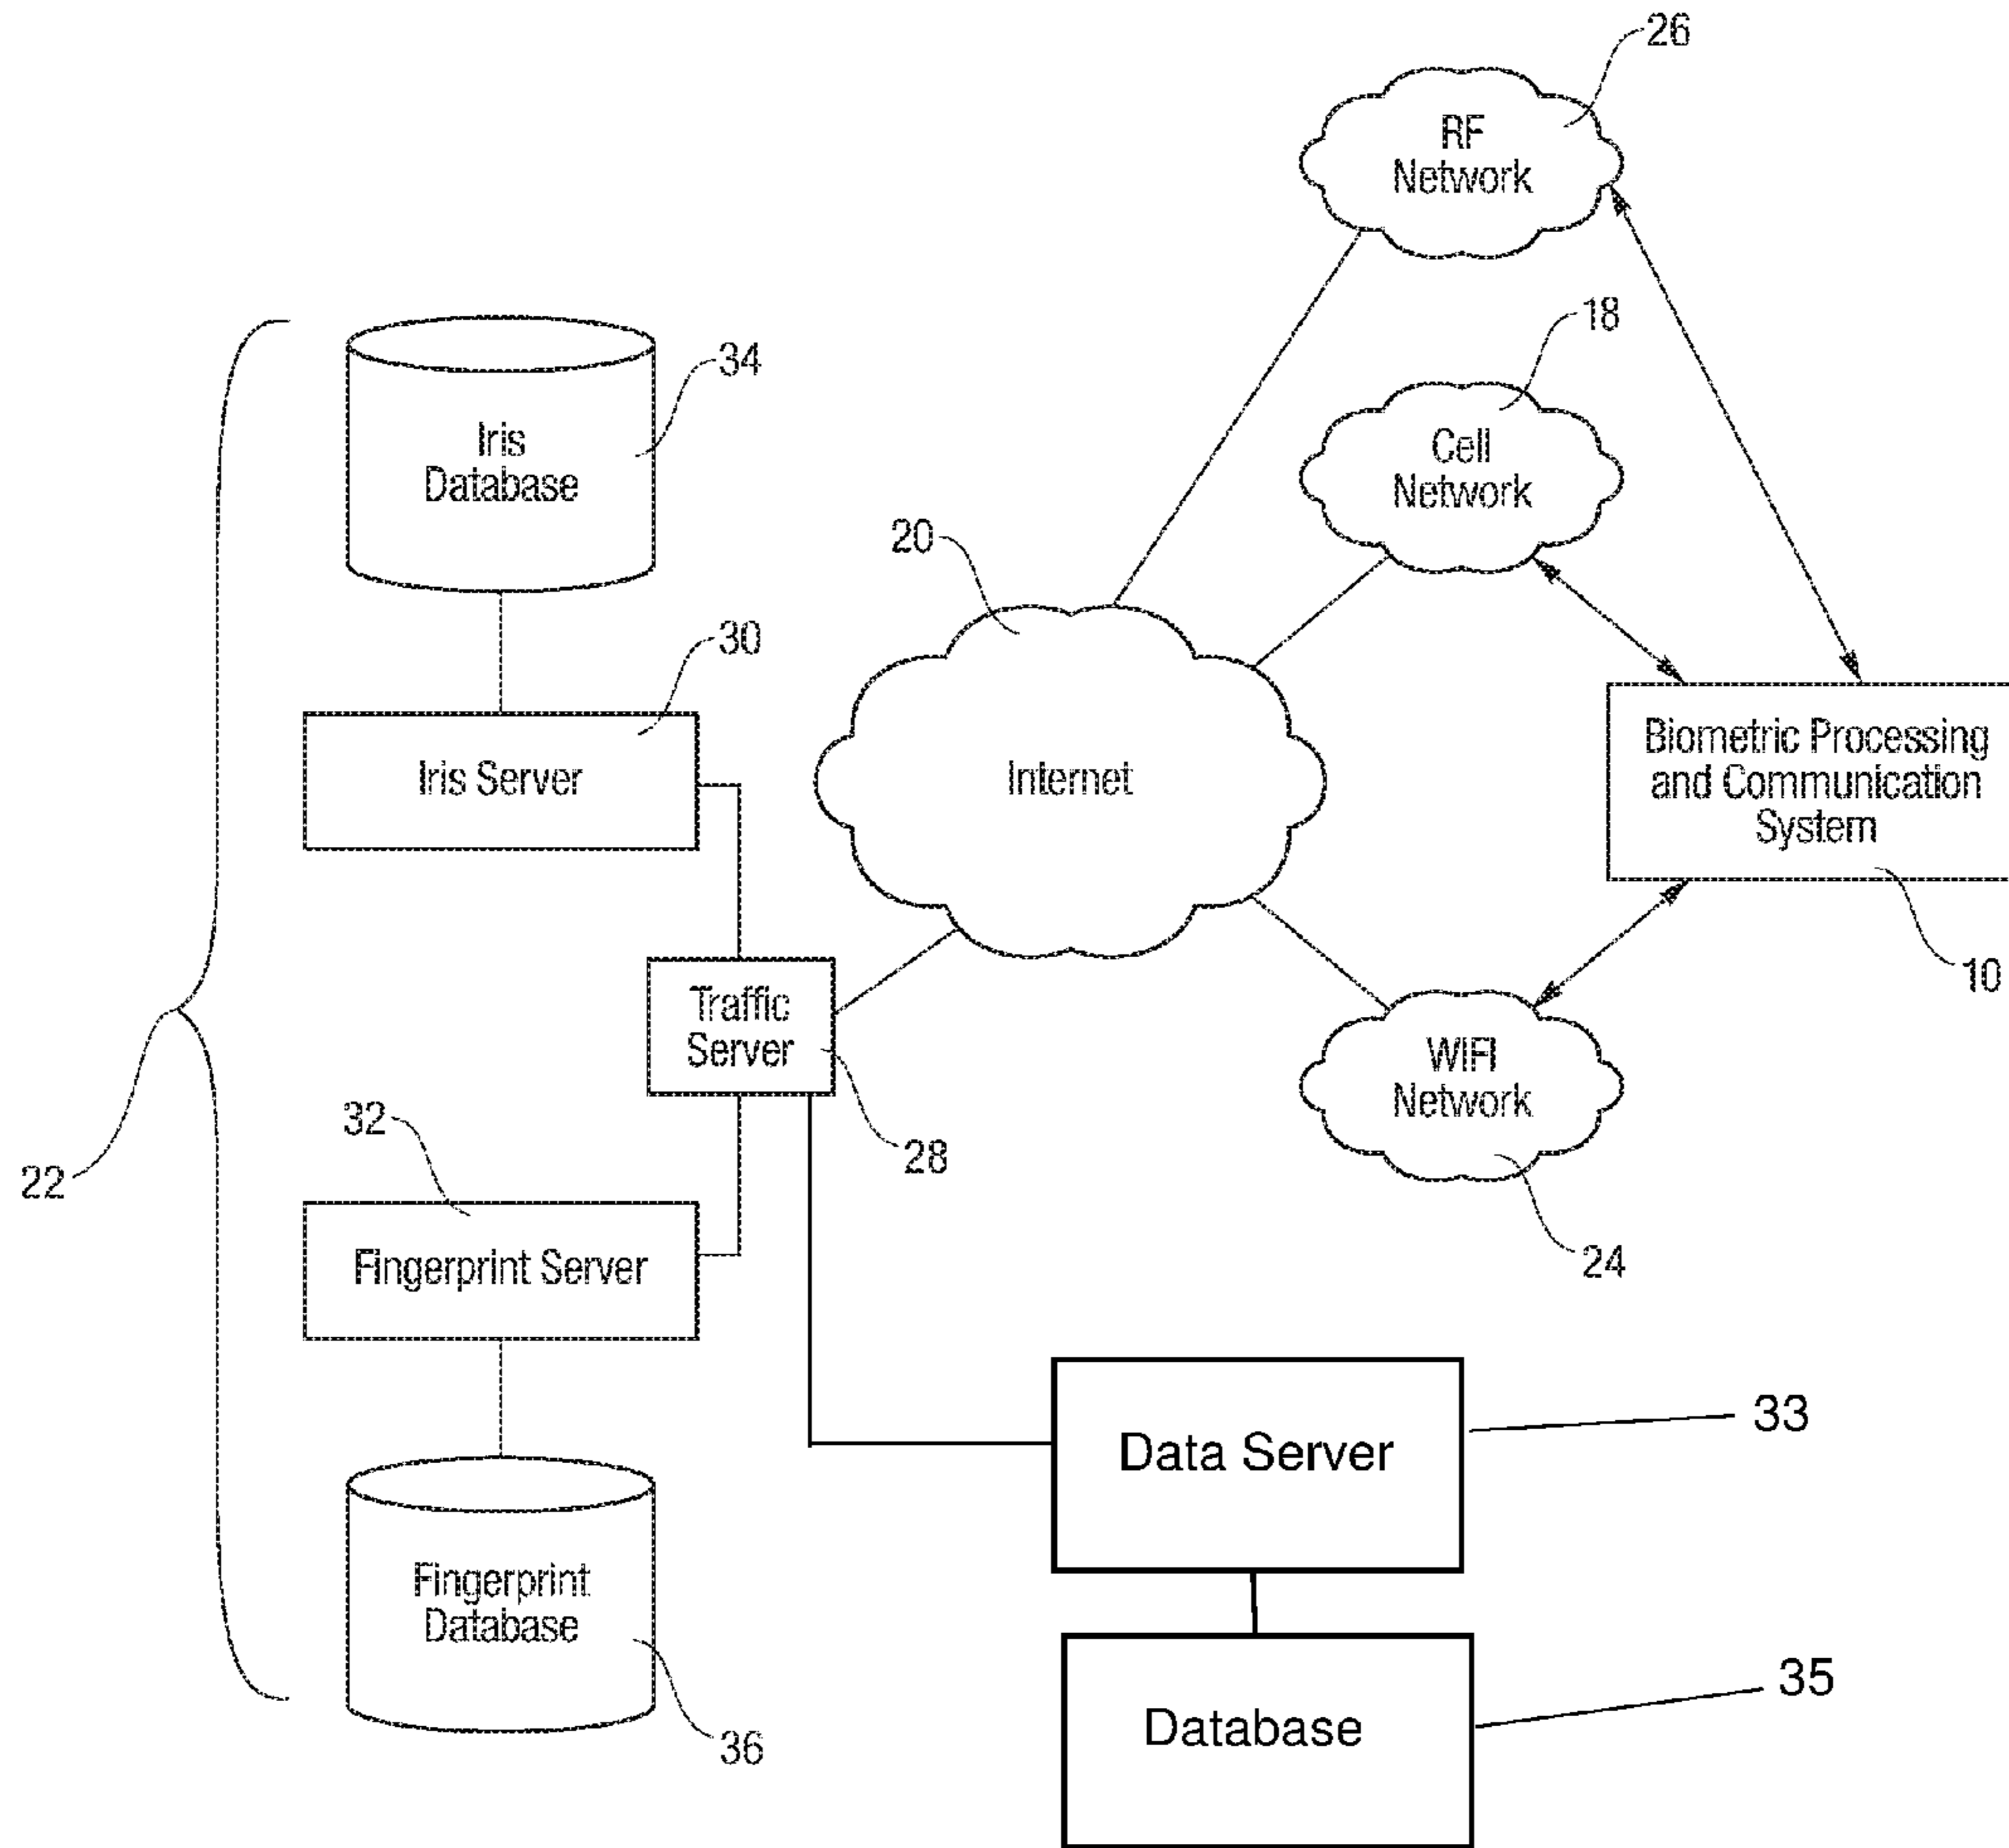 26
RF
Network
18
Cell
Network
34
Iris
Database
20
30
Iris Server
Internet
Biometric Processing
and Communication
System
10
Traffic
Server
28
WIFI
Network
24
22
32
Fingerprint Server
33
Data Server
Fingerprint
Database
36
35
Database